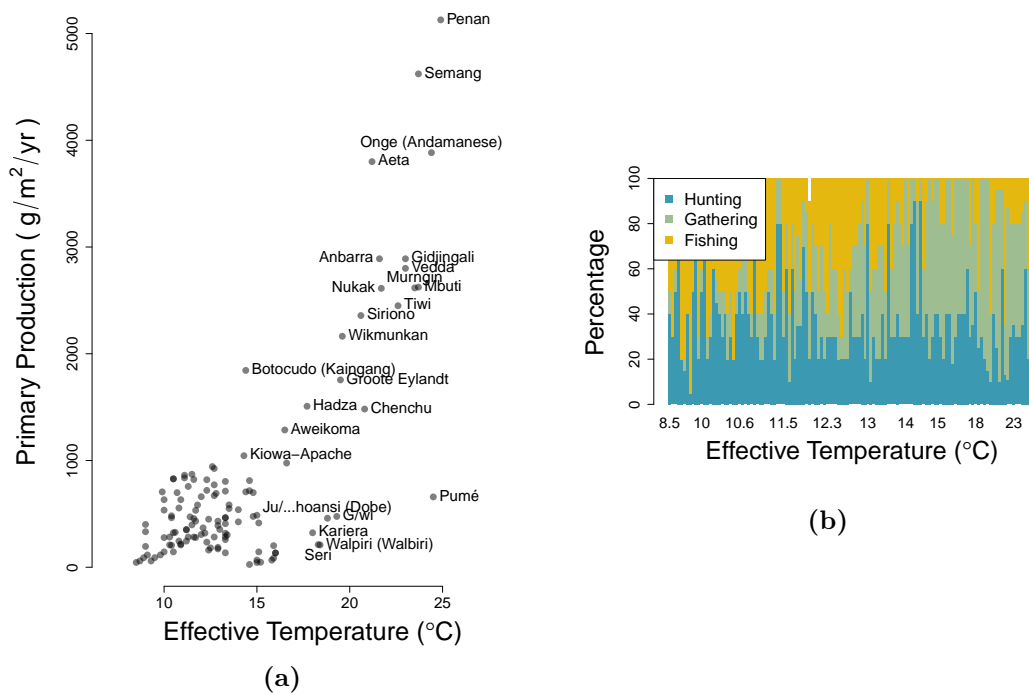 Penan
5000
Semang
4000
Onge (Andamanese)
Aeta
3000
Anbarra
Gidjingali
Vedda
Murngin
Nukak
Mbuti
Tiwi
Siriono
Wikmunkan
2000
Botocudo (Kaingang)
Groote Eylandt
Hadza
Chenchu
Aweikoma
1000
Kiowa−Apache
Pumé
Ju/...hoansi (Dobe)
G/wi
Kariera
Walpiri (Walbiri)
Seri
0
Primary Production ( g/m²/yr )
10 15 20 25
Effective Temperature (°C)
(a)
100
80
60
40
20
0
Percentage
Hunting
Gathering
Fishing
8.5 10 10.6 11.5 12.3 13 14 15 18 23
Effective Temperature (°C)
(b)